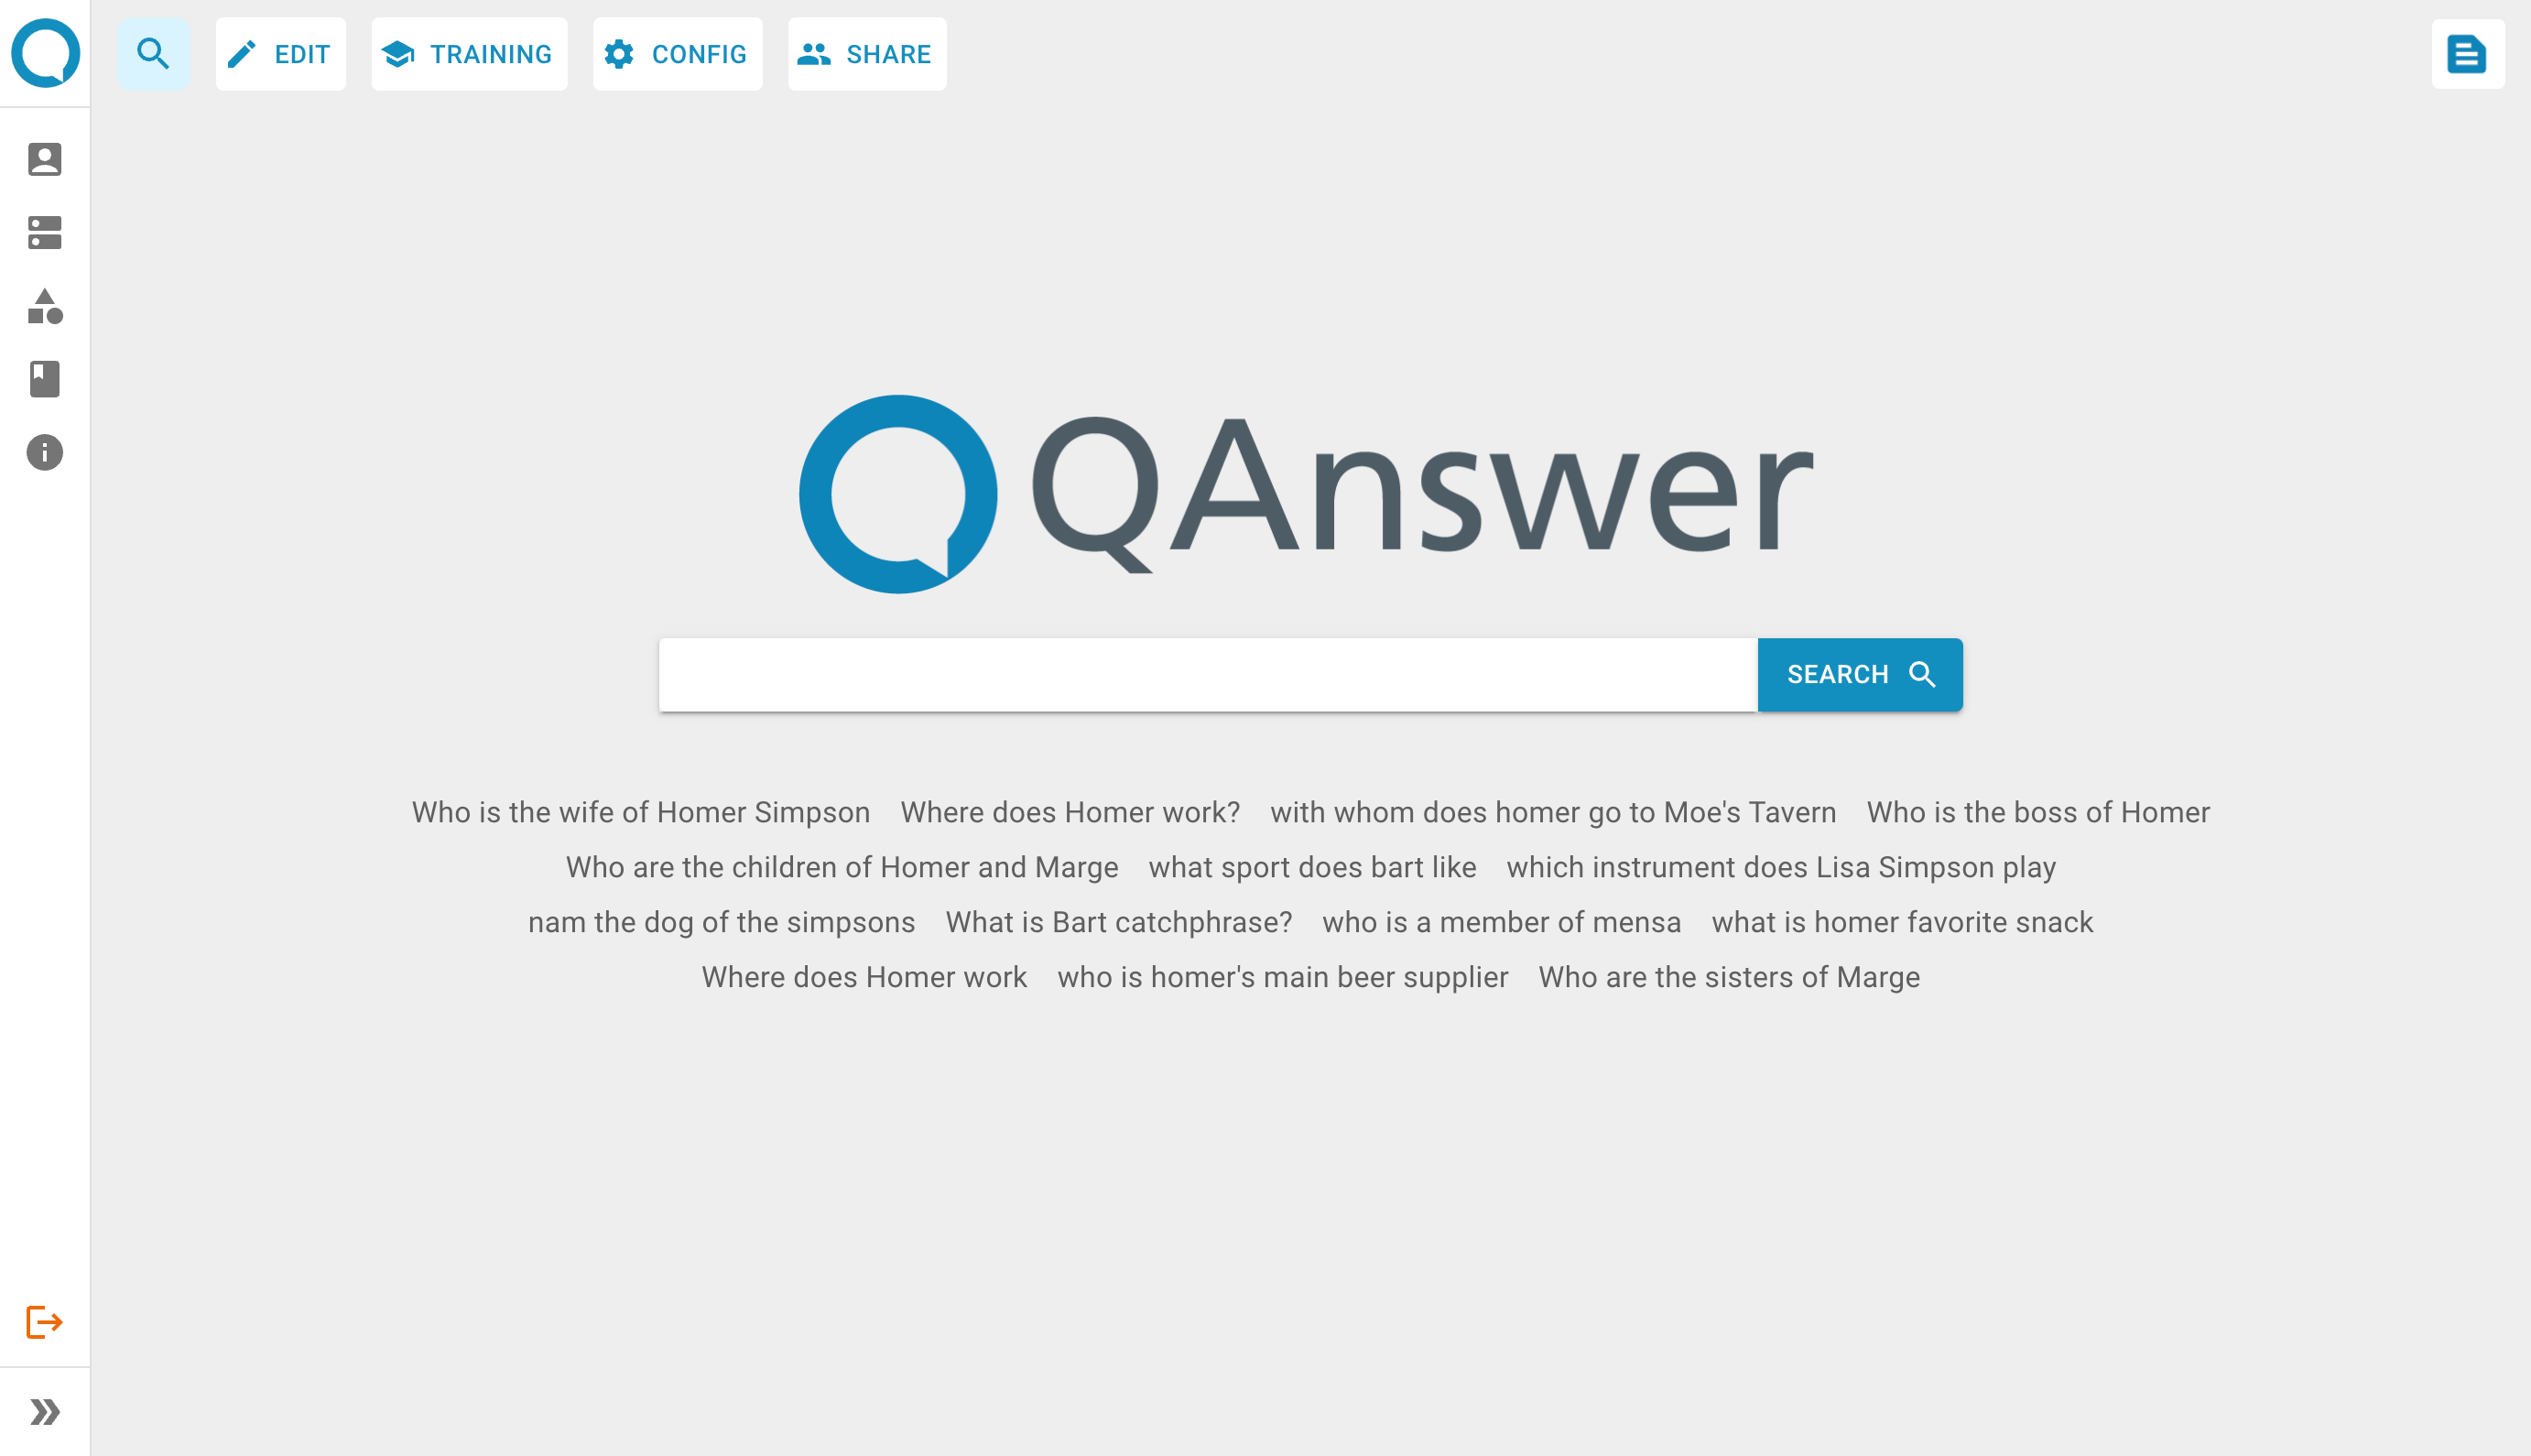 EDIT TRAINING CONFIG SHARE
QAnswer
SEARCH
Who is the wife of Homer Simpson Where does Homer work? with whom does homer go to Moe's Tavern Who is the boss of Homer
Who are the children of Homer and Marge what sport does bart like which instrument does Lisa Simpson play
nam the dog of the simpsons What is Bart catchphrase? who is a member of mensa what is homer favorite snack
Where does Homer work who is homer's main beer supplier Who are the sisters of Marge